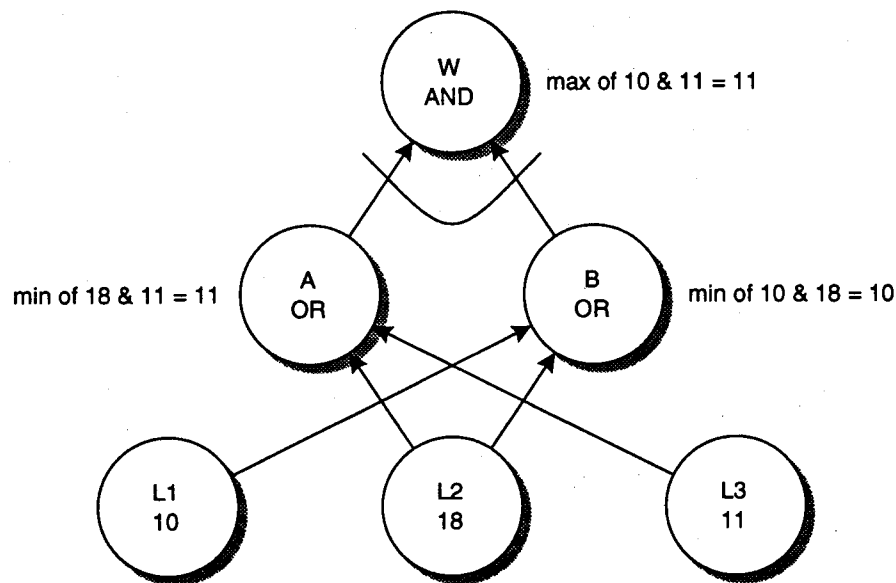 W
AND
max of 10 & 11 = 11
A
OR
min of 18 & 11 = 11
B
OR
min of 10 & 18 = 10
L1
10
L2
18
L3
11